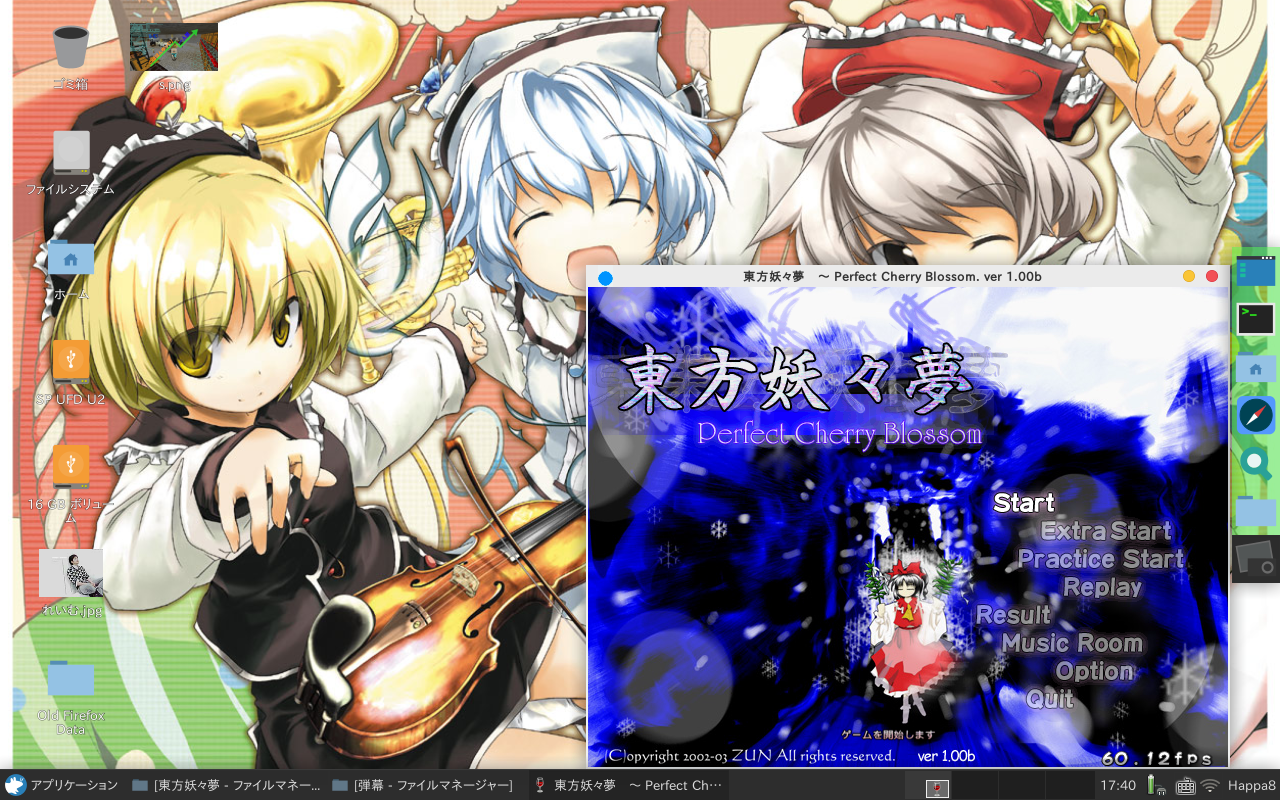 ゴミ箱
s.png
ファイルシステム
ホーム
SP UFD U2
16 GB ボリュー
ム
れいむ.jpg
Old Firefox
Data
東方妖々夢　～ Perfect Cherry Blossom. ver 1.00b
東方妖々夢
Perfect Cherry Blossom
Start
Extra Start
Practice Start
Replay
Result
Music Room
Option
Quit
ゲームを開始します
(C)opyright 2002-03 ZUN All rights reserved.
ver 1.00b
60.12fps
>_
アプリケーション
[東方妖々夢 - ファイルマネー...
[弾幕 - ファイルマネージャー]
東方妖々夢　～ Perfect Ch...
17:40
Happa8